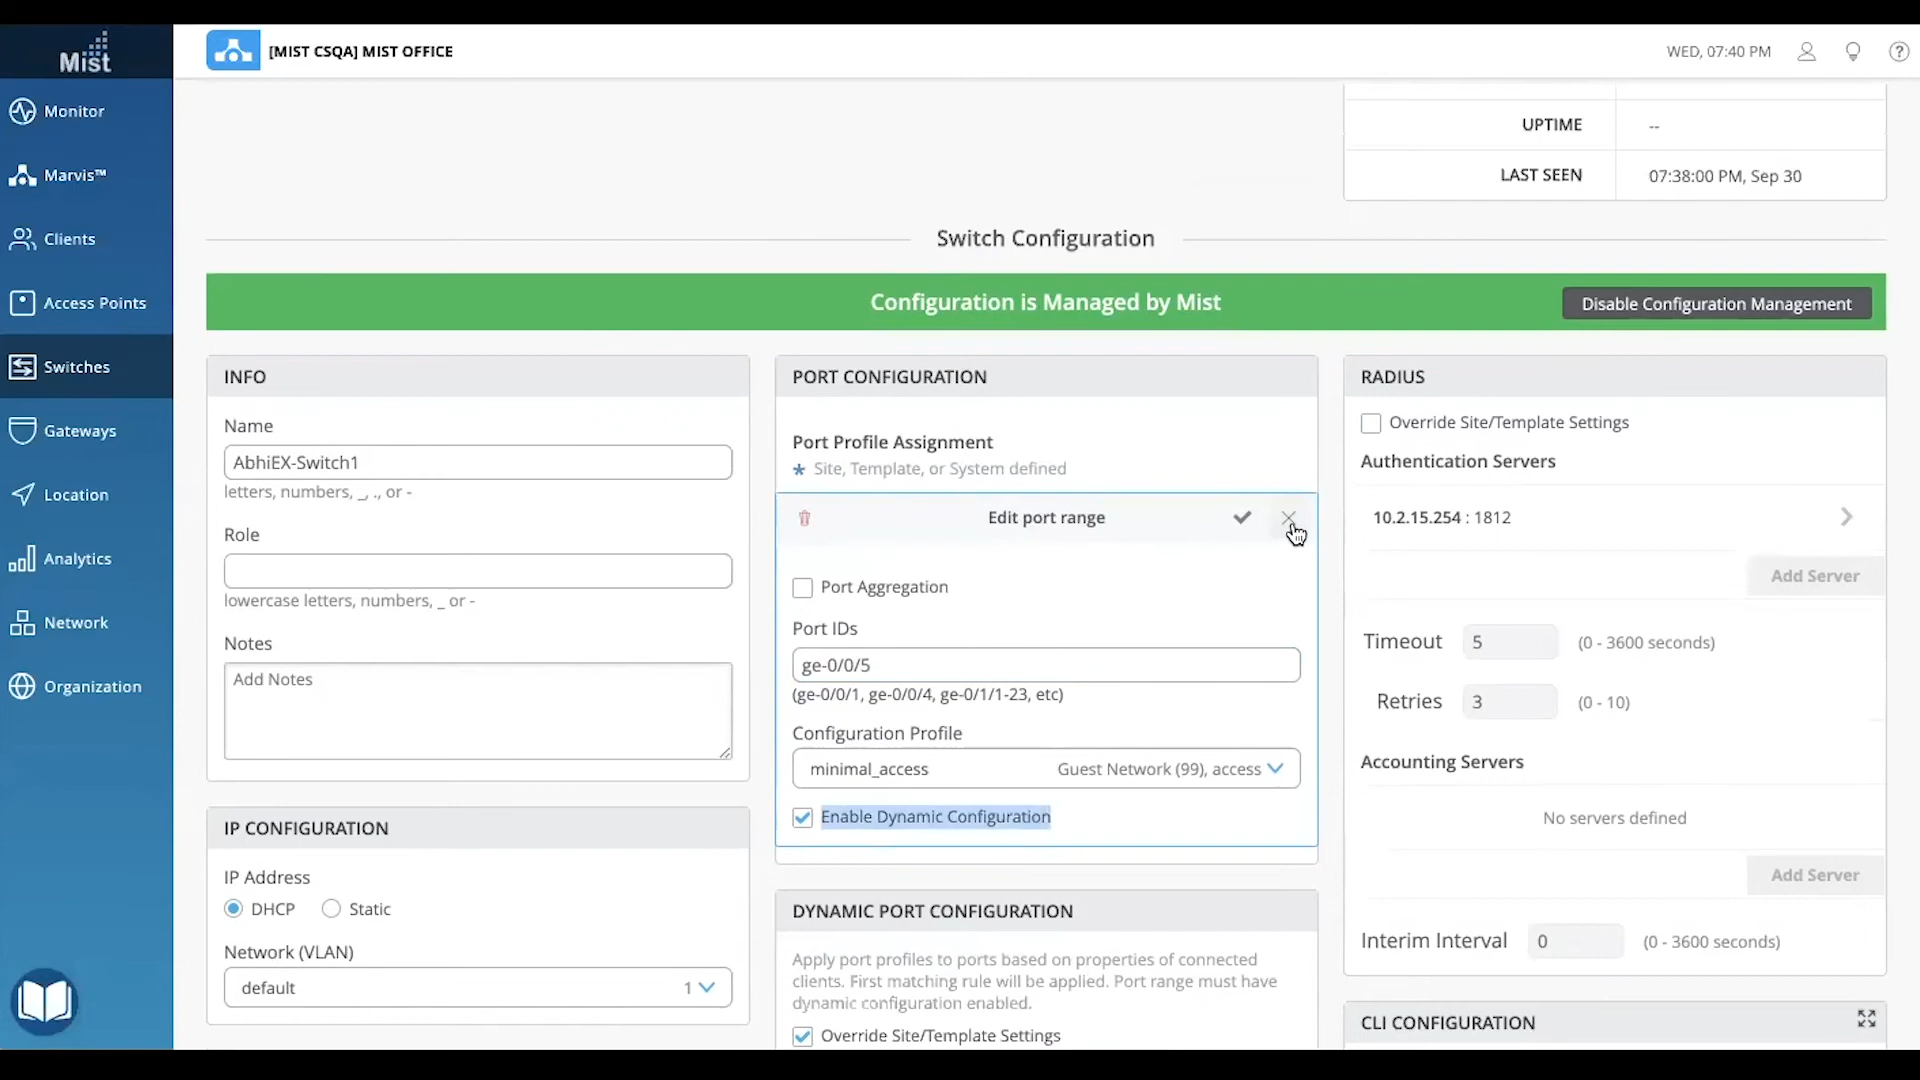 Mist
[MIST CSQA] MIST OFFICE
WED, 07:40 PM
Monitor
Marvis™
Clients
Access Points
Switches
Gateways
Location
Analytics
Network
Organization
UPTIME --
LAST SEEN 07:38:00 PM, Sep 30
Switch Configuration
Configuration is Managed by Mist
Disable Configuration Management
INFO
Name
AbhiEX-Switch1
letters, numbers, _, ., or -
Role
lowercase letters, numbers, _ or -
Notes
Add Notes
IP CONFIGURATION
IP Address
DHCP Static
Network (VLAN)
default 1
PORT CONFIGURATION
Port Profile Assignment
* Site, Template, or System defined
Edit port range
Port Aggregation
Port IDs
ge-0/0/5
(ge-0/0/1, ge-0/0/4, ge-0/1/1-23, etc)
Configuration Profile
minimal_access Guest Network (99), access
Enable Dynamic Configuration
DYNAMIC PORT CONFIGURATION
Apply port profiles to ports based on properties of connected
clients. First matching rule will be applied. Port range must have
dynamic configuration enabled.
Override Site/Template Settings
RADIUS
Override Site/Template Settings
Authentication Servers
10.2.15.254 : 1812
Add Server
Timeout 5 (0 - 3600 seconds)
Retries 3 (0 - 10)
Accounting Servers
No servers defined
Add Server
Interim Interval 0 (0 - 3600 seconds)
CLI CONFIGURATION